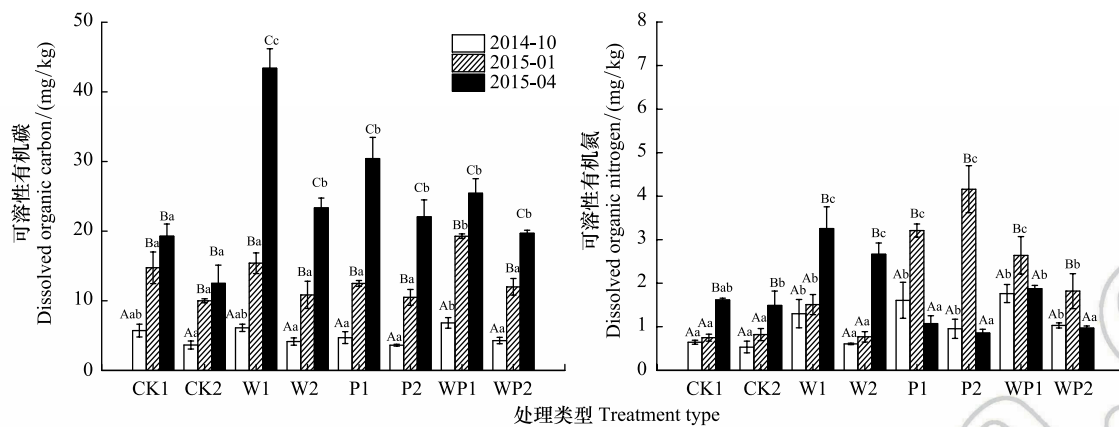 可溶性有机碳
Dissolved organic carbon/(mg/kg)
50
40
30
20
10
0
2014-10
2015-01
2015-04
Aab
Ba
Ba
Aa
Ba
Ba
Aab
Ba
Cc
Aa
Ba
Cb
Aa
Ba
Cb
Aa
Ba
Cb
Ab
Bb
Cb
Aa
Ba
Cb
CK1 CK2 W1 W2 P1 P2 WP1 WP2
可溶性有机氮
Dissolved organic nitrogen/(mg/kg)
8
7
6
5
4
3
2
1
0
Aa
Aa
Bab
Aa
Aa
Bb
Ab
Ab
Bc
Aa
Aa
Bc
Ab
Bc
Aa
Ab
Bc
Aa
Ab
Bc
Ab
Ab
Bb
Aa
CK1 CK2 W1 W2 P1 P2 WP1 WP2
处理类型 Treatment type